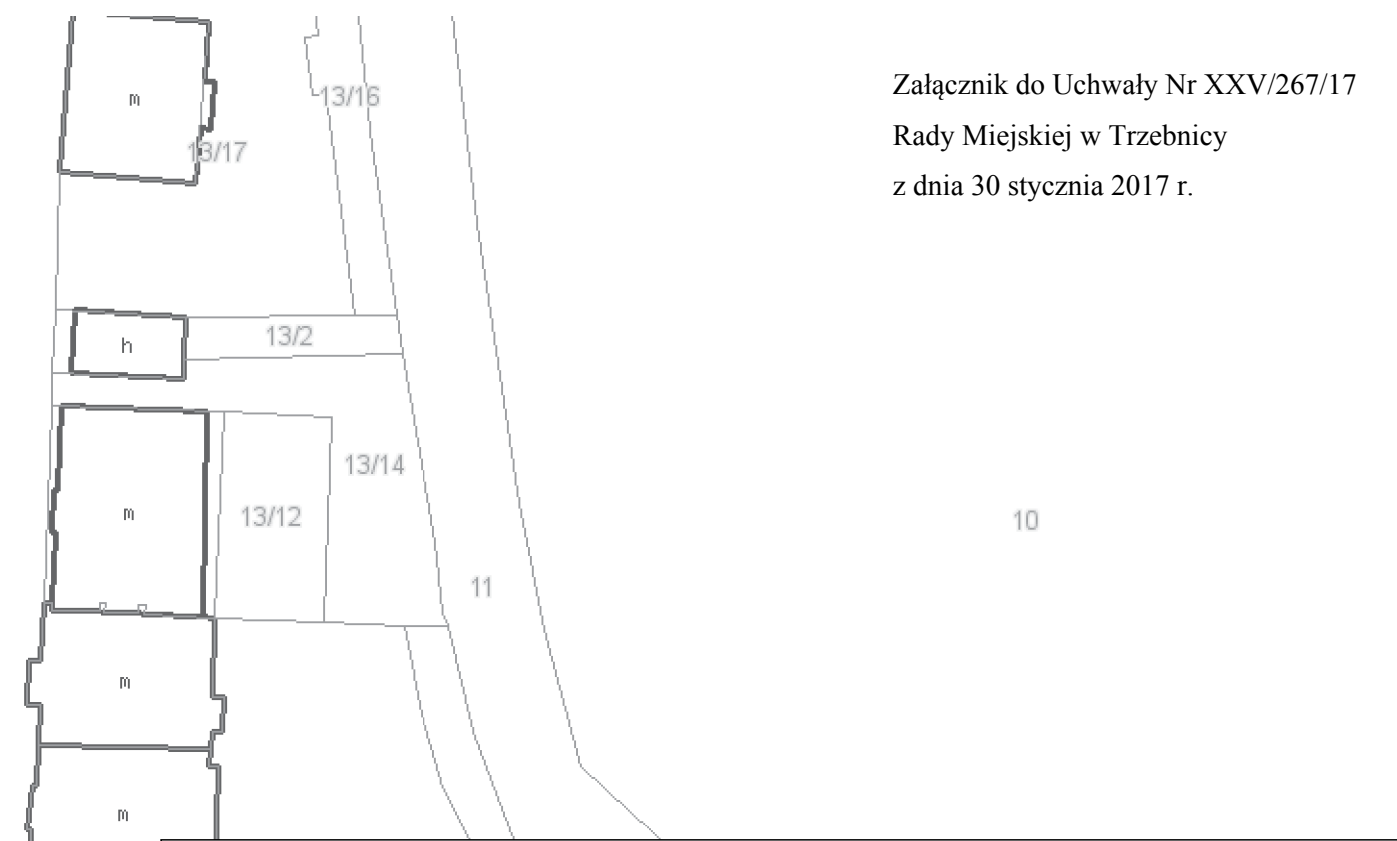 Załącznik do Uchwały Nr XXV/267/17
Rady Miejskiej w Trzebnicy
z dnia 30 stycznia 2017 r.
m
13/16
13/17
h
13/2
13/14
m
13/12
10
11
m
m